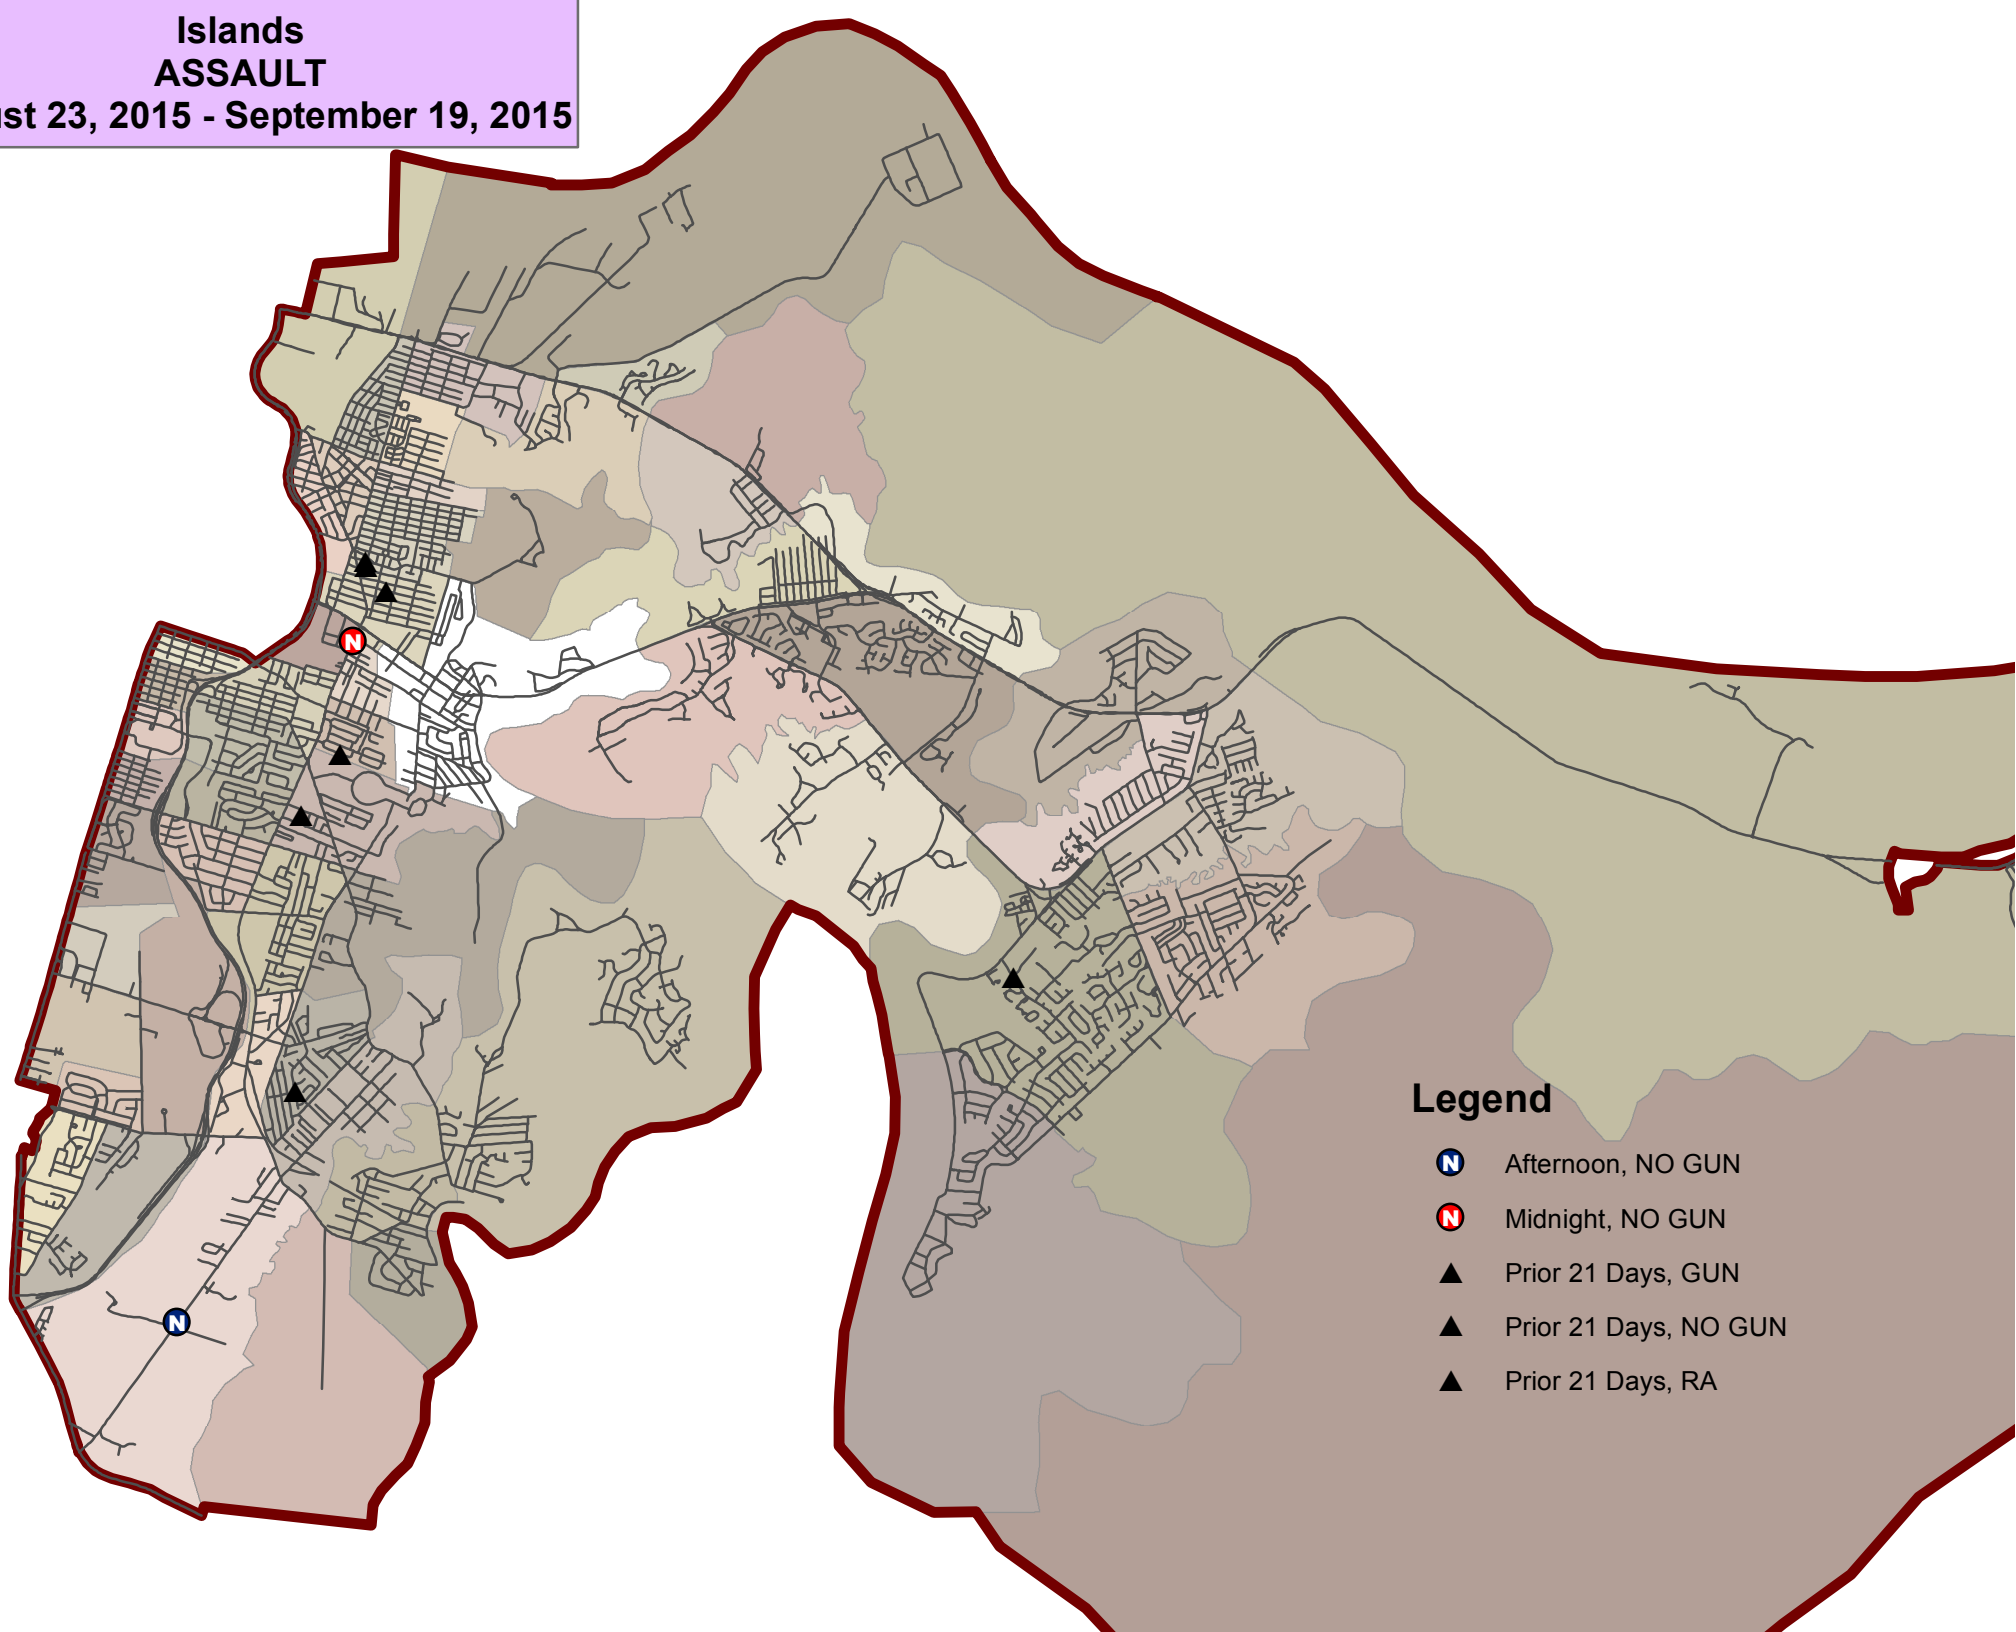 Islands
ASSAULT
st 23, 2015 - September 19, 2015
N
N
Legend
N Afternoon, NO GUN
N Midnight, NO GUN
Prior 21 Days, GUN
Prior 21 Days, NO GUN
Prior 21 Days, RA